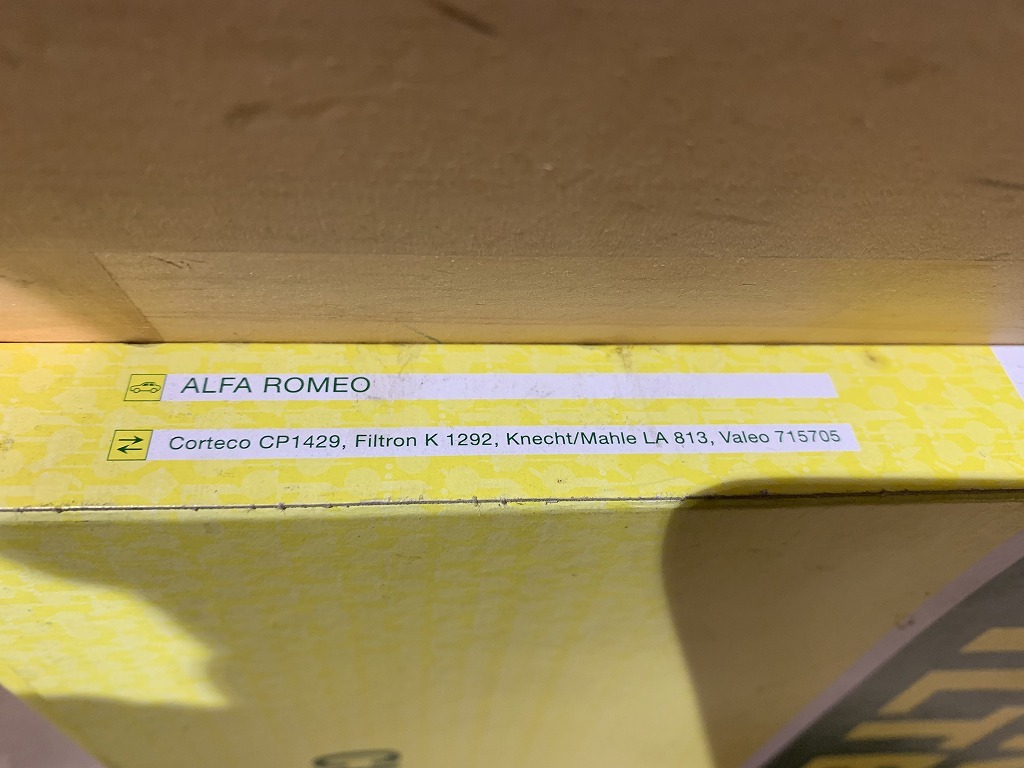 ALFA ROMEO
Corteco CP1429, Filtron K 1292, Knecht/Mahle LA 813, Valeo 715705